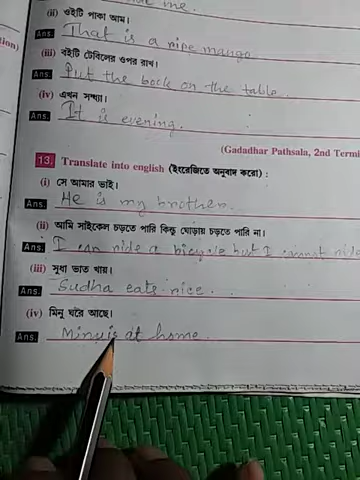 me.
(ii) ওইটি পাকা আম।
Ans. That is a ripe mango
(iii) বইটি টেবিলের ওপর রাখ।
Ans. Put the book on the table.
(iv) এখন সন্ধ্যা।
Ans. It is evening.
(Gadadhar Pathsala, 2nd Termi
13. Translate into english (ইংরেজিতে অনুবাদ করো) :
(i) সে আমার ভাই।
Ans. He is my brother.
(ii) আমি সাইকেল চড়তে পারি কিন্তু ঘোড়ায় চড়তে পারি না।
Ans. I can ride a bicycle but I cannot ride
(iii) সুধা ভাত খায়।
Ans. Sudha eats rice.
(iv) মিনু ঘরে আছে।
Ans. Minu is at home.